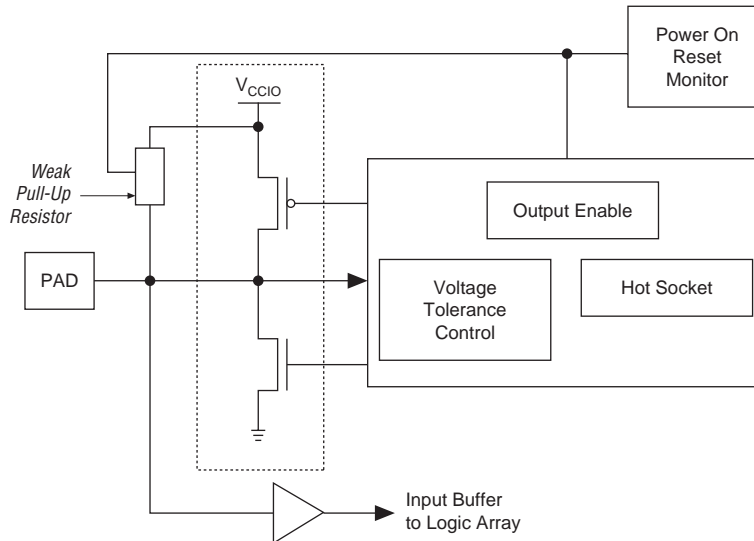 Power On
Reset
Monitor
V_CCIO
Weak
Pull-Up
Resistor
Output Enable
PAD
Voltage
Tolerance
Control
Hot Socket
Input Buffer
to Logic Array